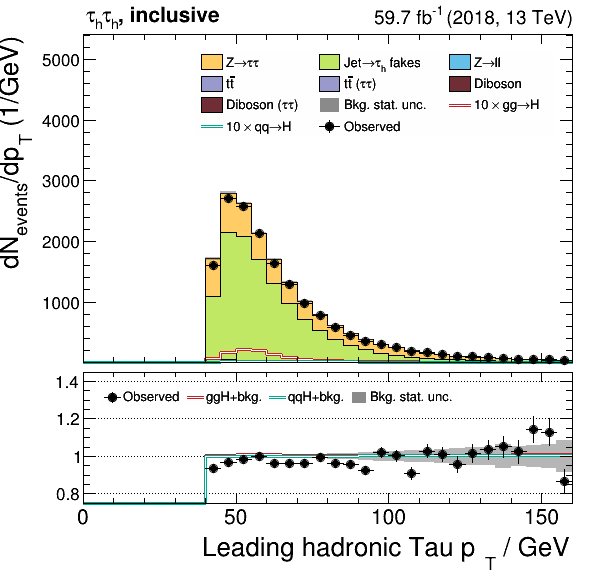 τhτh, inclusive 59.7 fb⁻¹ (2018, 13 TeV)
dN_events/dp_T (1/GeV)
5000
4000
3000
2000
1000
Z→ττ Jet→τh fakes Z→ll
tt̄ tt̄ (ττ) Diboson
Diboson (ττ) Bkg. stat. unc. 10 × gg→H
10 × qq→H Observed
1.4
1.2
1
0.8
Observed ggH+bkg. qqH+bkg. Bkg. stat. unc.
0 50 100 150
Leading hadronic Tau p_T / GeV